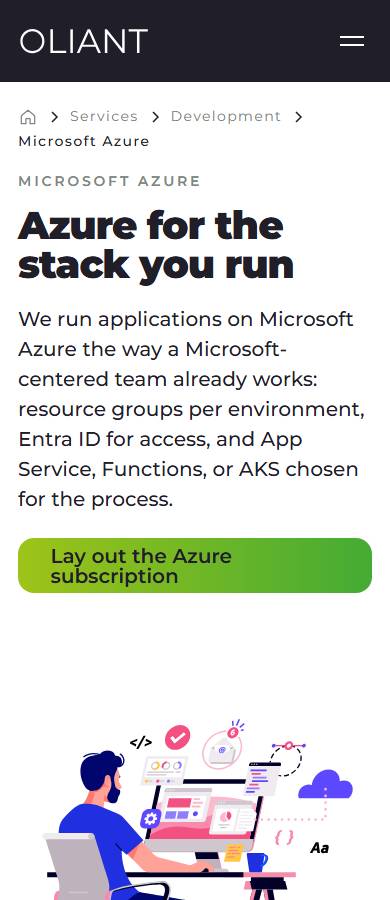 OLIANT
Services
Development
Microsoft Azure
MICROSOFT AZURE
Azure for the
stack you run
We run applications on Microsoft
Azure the way a Microsoft-
centered team already works:
resource groups per environment,
Entra ID for access, and App
Service, Functions, or AKS chosen
for the process.
Lay out the Azure
subscription
</>
6
@
{ }
Aa